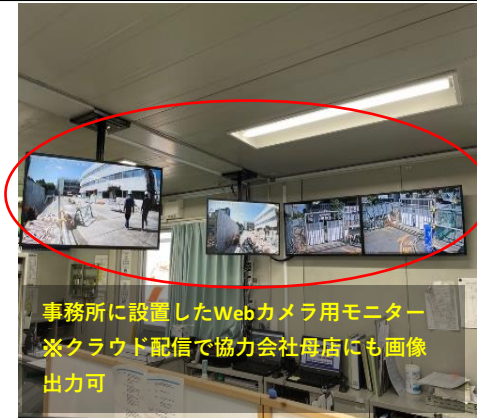 事務所に設置したWebカメラ用モニター
※クラウド配信で協力会社母店にも画像
出力可